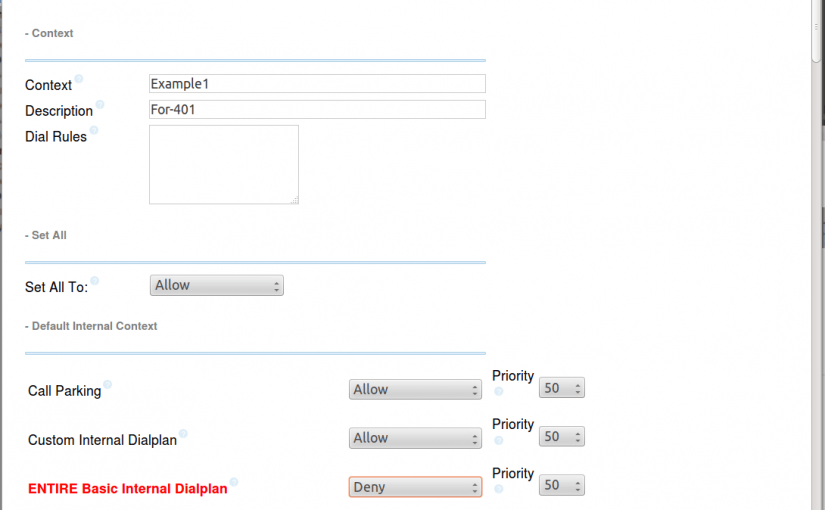 - Context
Context Example1
Description For-401
Dial Rules
- Set All
Set All To: Allow
- Default Internal Context
Call Parking Allow Priority 50
Custom Internal Dialplan Allow Priority 50
ENTIRE Basic Internal Dialplan Deny Priority 50